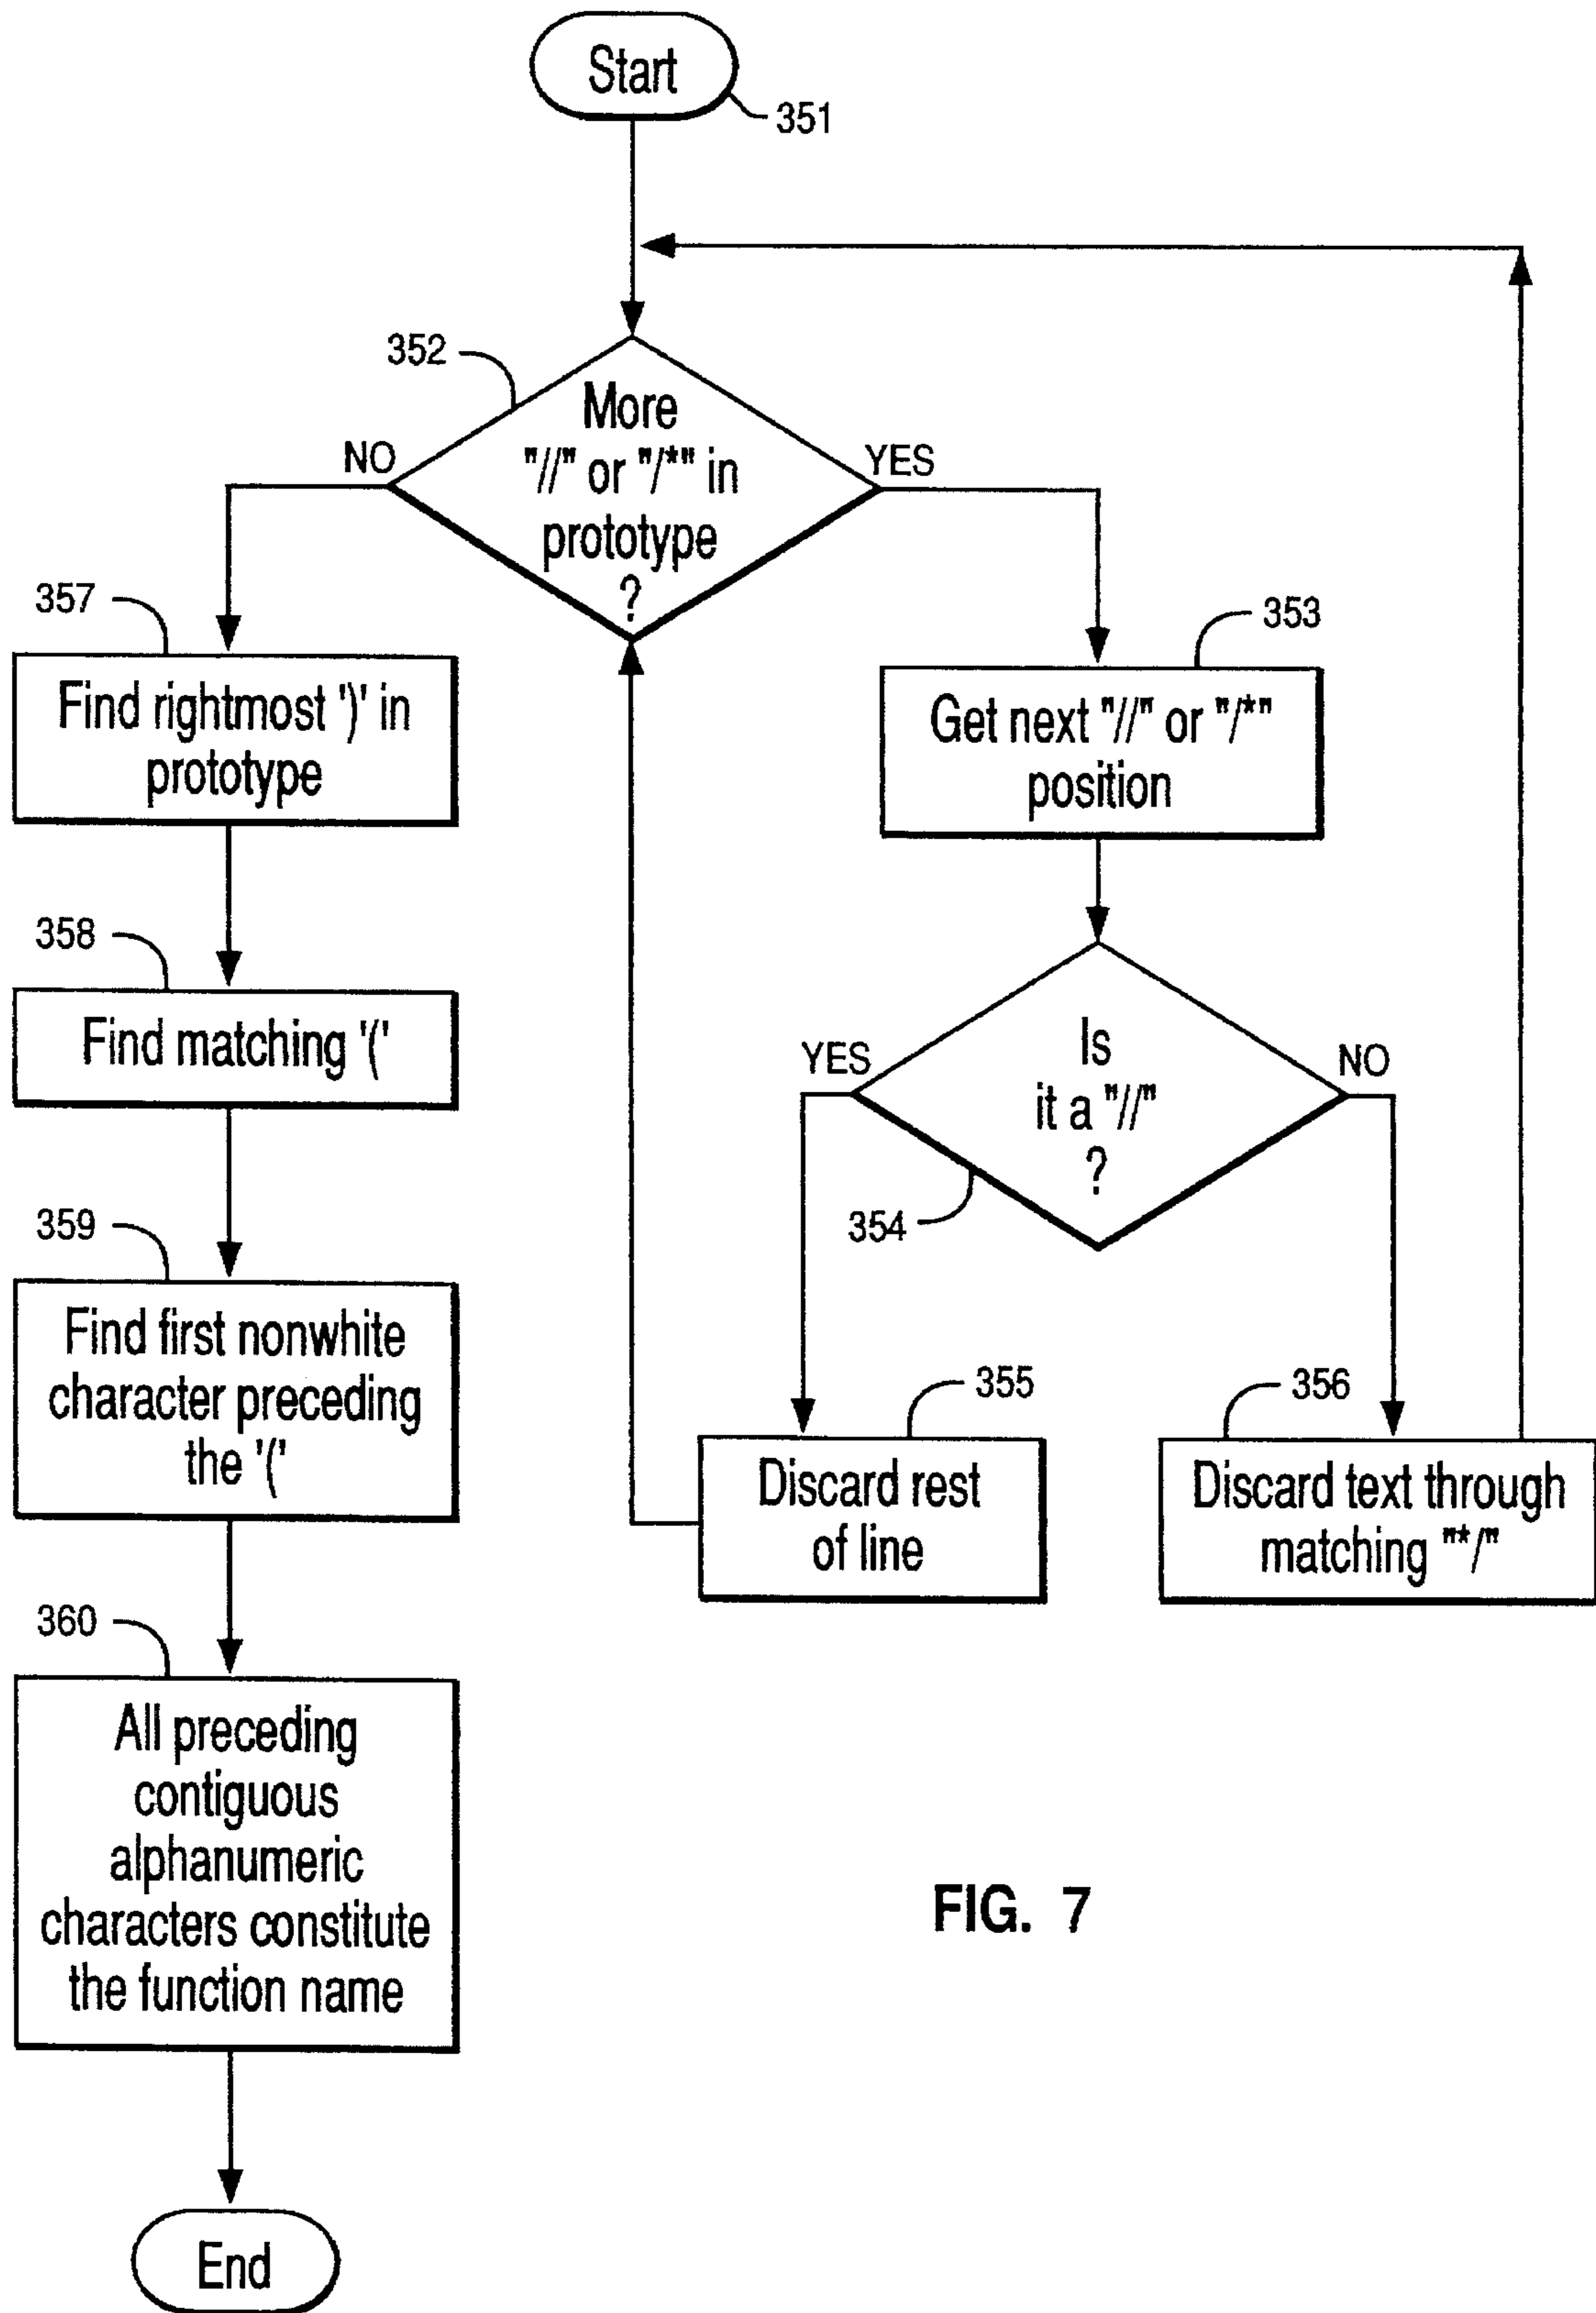 Start
351
352
More
"//" or "/*" in
prototype
?
NO
YES
357
Find rightmost ')' in
prototype
353
Get next "//" or "/*"
position
358
Find matching '('
354
Is
it a "//"
?
YES
NO
359
Find first nonwhite
character preceding
the '('
355
Discard rest
of line
356
Discard text through
matching "*/"
360
All preceding
contiguous
alphanumeric
characters constitute
the function name
End
FIG. 7